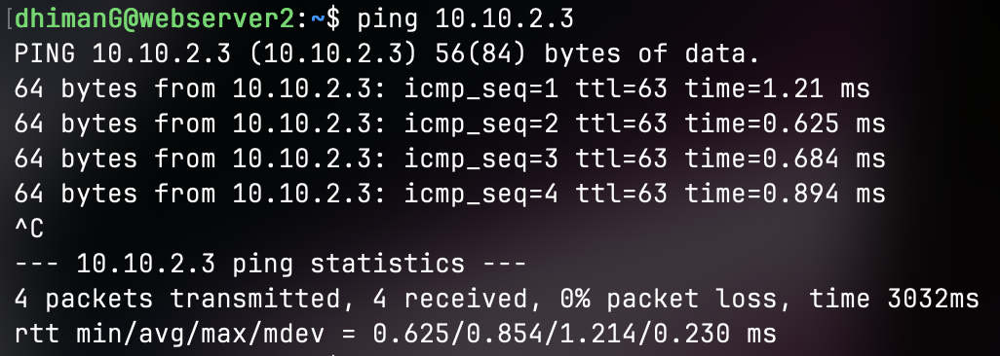 [dhimanG@webserver2:~$ ping 10.10.2.3
PING 10.10.2.3 (10.10.2.3) 56(84) bytes of data.
64 bytes from 10.10.2.3: icmp_seq=1 ttl=63 time=1.21 ms
64 bytes from 10.10.2.3: icmp_seq=2 ttl=63 time=0.625 ms
64 bytes from 10.10.2.3: icmp_seq=3 ttl=63 time=0.684 ms
64 bytes from 10.10.2.3: icmp_seq=4 ttl=63 time=0.894 ms
^C
--- 10.10.2.3 ping statistics ---
4 packets transmitted, 4 received, 0% packet loss, time 3032ms
rtt min/avg/max/mdev = 0.625/0.854/1.214/0.230 ms